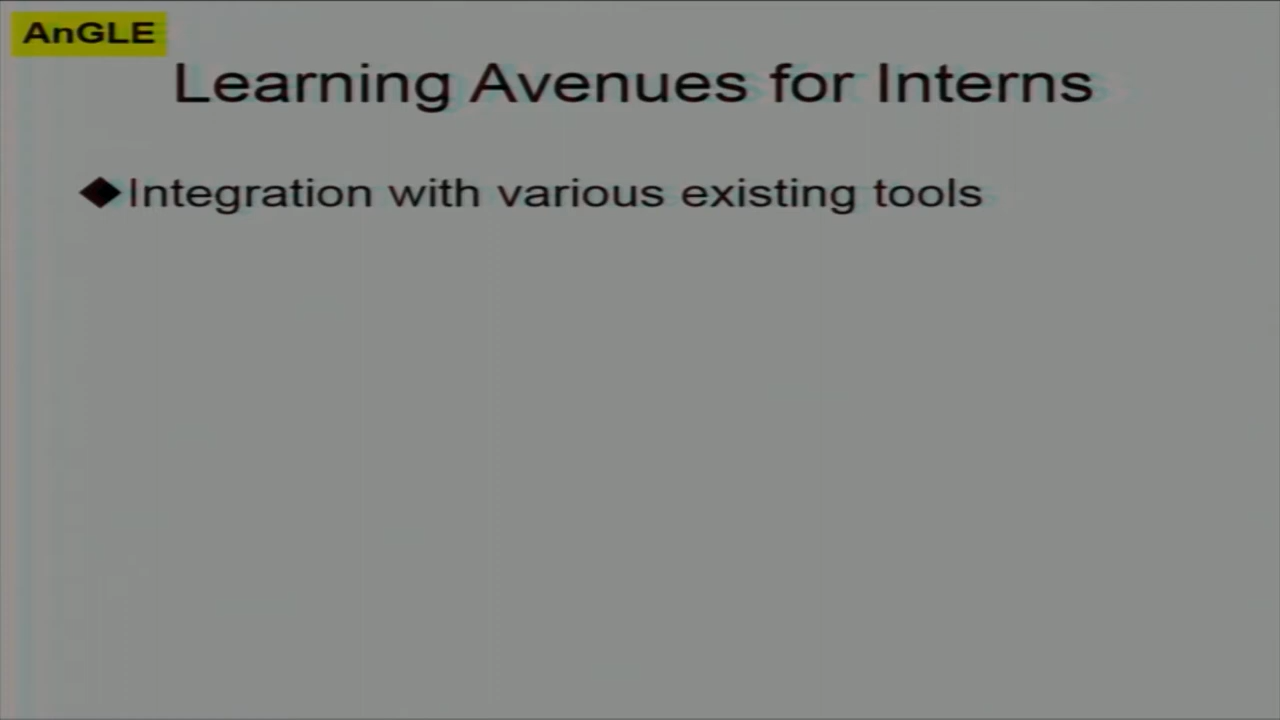 AnGLE
Learning Avenues for Interns
Integration with various existing tools